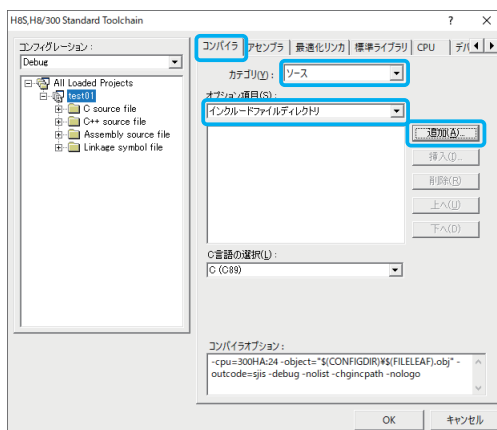 H8S,H8/300 Standard Toolchain
? ×
コンフィグレーション :
Debug
All Loaded Projects
test01
C source file
C++ source file
Assembly source file
Linkage symbol file
コンパイラ アセンブラ 最適化リンカ 標準ライブラリ CPU デバ
カテゴリ(Y) : ソース
オプション項目(S) :
インクルードファイルディレクトリ
追加(A)...
挿入(I)...
削除(R)
上へ(U)
下へ(D)
C言語の選択(L) :
C (C89)
コンパイラオプション :
-cpu=300HA:24 -object="$(CONFIGDIR)¥$(FILELEAF).obj" -
outcode=sjis -debug -nolist -chgincpath -nologo
OK キャンセル